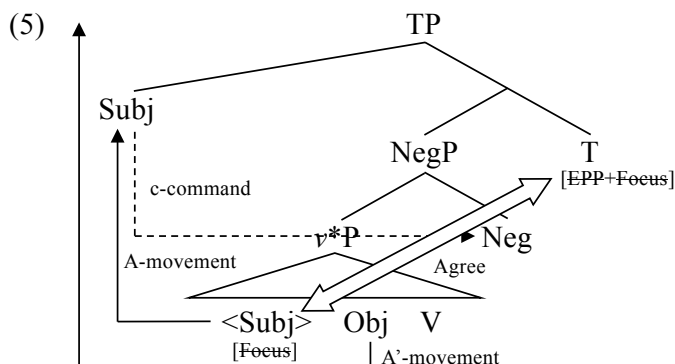 (5)
TP
Subj
NegP T
[EPP+Focus]
c-command
v*P Neg
A-movement Agree
<Subj> Obj V
[Focus]
A'-movement